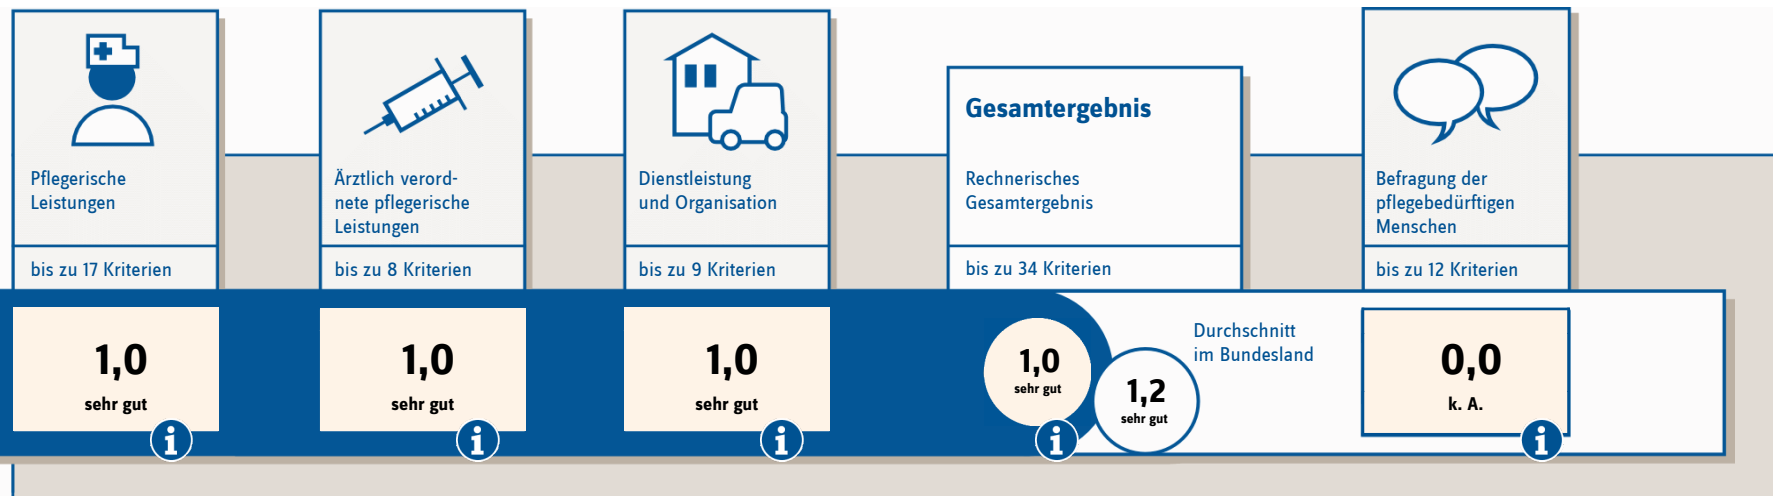 Pflegerische
Leistungen
bis zu 17 Kriterien
1,0
sehr gut
i
Ärztlich verord-
nete pflegerische
Leistungen
bis zu 8 Kriterien
1,0
sehr gut
i
Dienstleistung
und Organisation
bis zu 9 Kriterien
1,0
sehr gut
i
Gesamtergebnis
Rechnerisches
Gesamtergebnis
bis zu 34 Kriterien
1,0
sehr gut
i
1,2
sehr gut
Durchschnitt
im Bundesland
Befragung der
pflegebedürftigen
Menschen
bis zu 12 Kriterien
0,0
k. A.
i